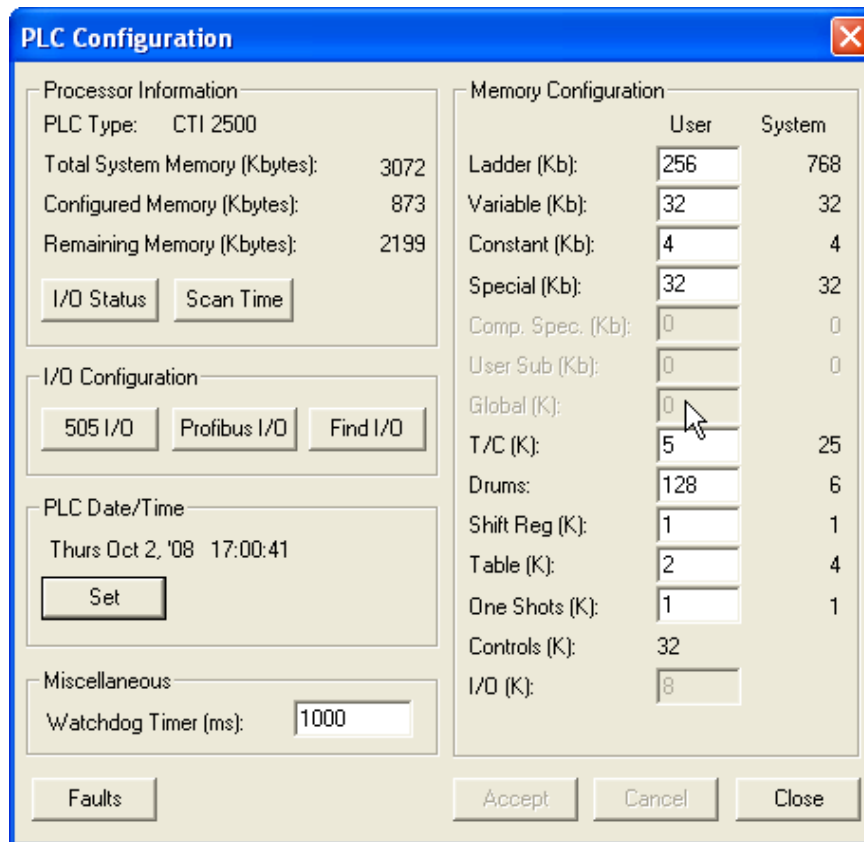 PLC Configuration
Processor Information
PLC Type: CTI 2500
Total System Memory (Kbytes): 3072
Configured Memory (Kbytes): 873
Remaining Memory (Kbytes): 2199
I/O Status Scan Time
I/O Configuration
505 I/O Profibus I/O Find I/O
PLC Date/Time
Thurs Oct 2, '08 17:00:41
Set
Miscellaneous
Watchdog Timer (ms): 1000
Faults
Memory Configuration
User System
Ladder (Kb): 256 768
Variable (Kb): 32 32
Constant (Kb): 4 4
Special (Kb): 32 32
Comp. Spec. (Kb): 0 0
User Sub (Kb): 0 0
Global (K): 0
T/C (K): 5 25
Drums: 128 6
Shift Reg (K): 1 1
Table (K): 2 4
One Shots (K): 1 1
Controls (K): 32
I/O (K): 8
Accept Cancel Close